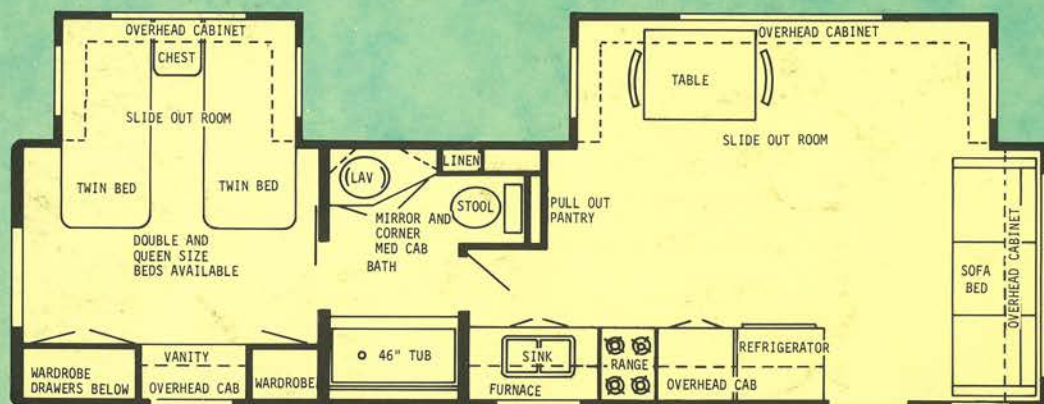 OVERHEAD CABINET
CHEST
SLIDE OUT ROOM
TWIN BED
TWIN BED
DOUBLE AND
QUEEN SIZE
BEDS AVAILABLE
WARDROBE
DRAWERS BELOW
VANITY
OVERHEAD CAB
WARDROBE
LAV
LINEN
STOOL
MIRROR AND
CORNER
MED CAB
BATH
46" TUB
PULL OUT
PANTRY
SINK
FURNACE
RANGE
OVERHEAD CAB
REFRIGERATOR
OVERHEAD CABINET
TABLE
SLIDE OUT ROOM
SOFA
BED
OVERHEAD CABINET